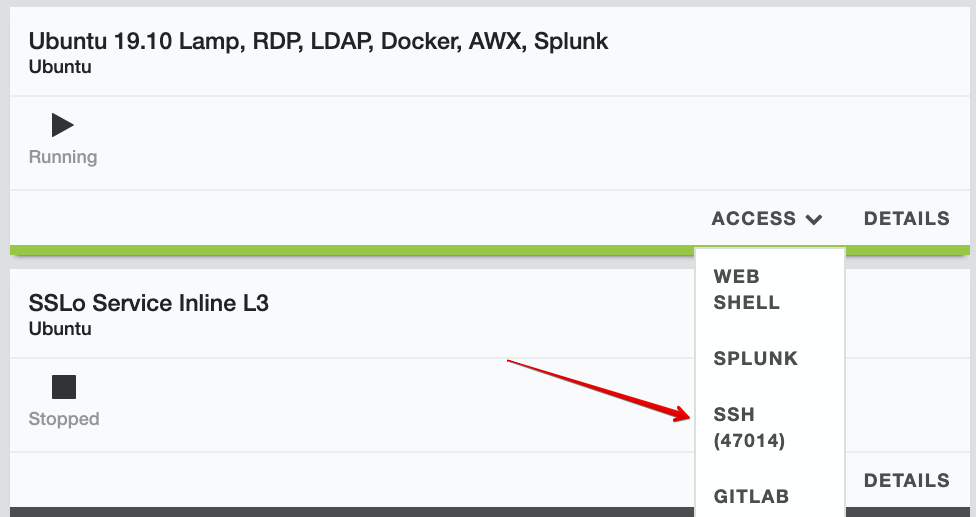 Ubuntu 19.10 Lamp, RDP, LDAP, Docker, AWX, Splunk
Ubuntu
Running
ACCESS DETAILS
WEB
SHELL
SPLUNK
SSH
(47014)
GITLAB
SSLo Service Inline L3
Ubuntu
Stopped
DETAILS